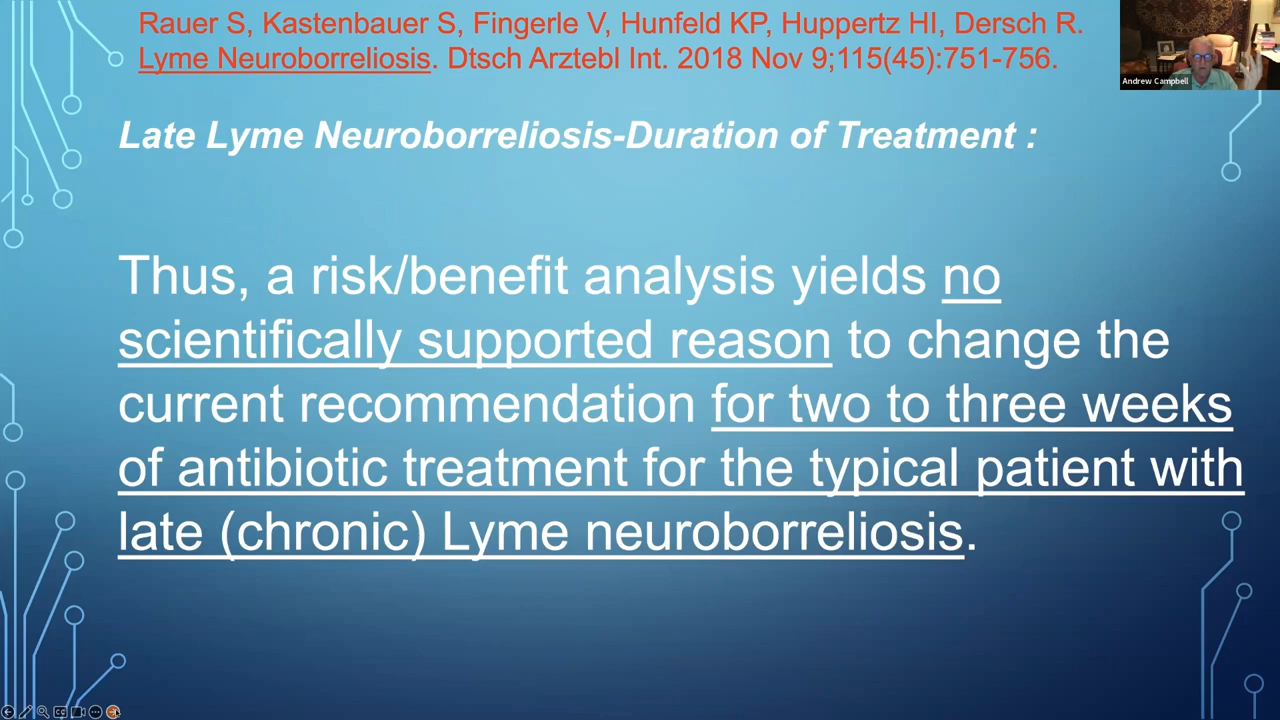 Rauer S, Kastenbauer S, Fingerle V, Hunfeld KP, Huppertz HI, Dersch R.
Lyme Neuroborreliosis. Dtsch Arztebl Int. 2018 Nov 9;115(45):751-756.
Andrew Campbell
Late Lyme Neuroborreliosis-Duration of Treatment :
Thus, a risk/benefit analysis yields no
scientifically supported reason to change the
current recommendation for two to three weeks
of antibiotic treatment for the typical patient with
late (chronic) Lyme neuroborreliosis.